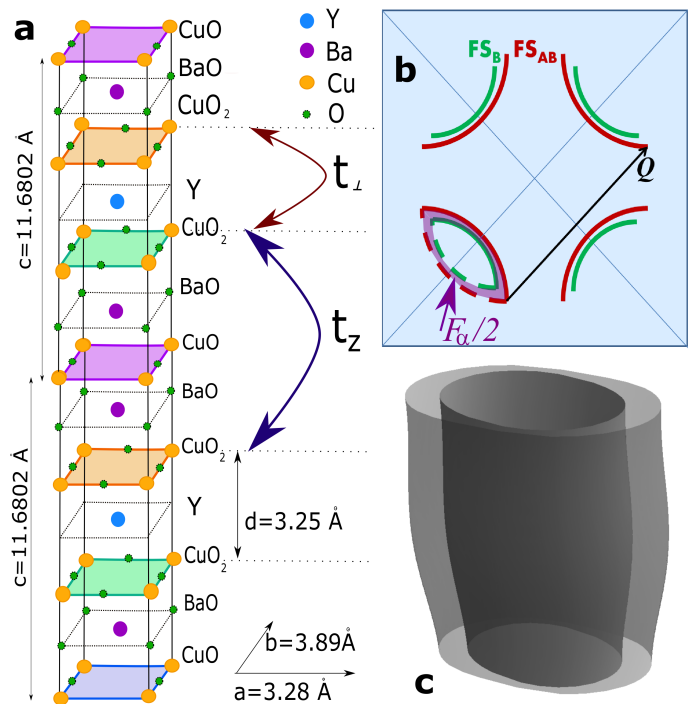 a
CuO
BaO
CuO2
Y
CuO2
BaO
CuO
BaO
CuO2
Y
CuO2
BaO
CuO
Y
Ba
Cu
O
c=11.6802 Å
c=11.6802 Å
t⊥
tz
d=3.25 Å
b=3.89Å
a=3.28 Å
b
FSB
FSAB
Q
Fα/2
c